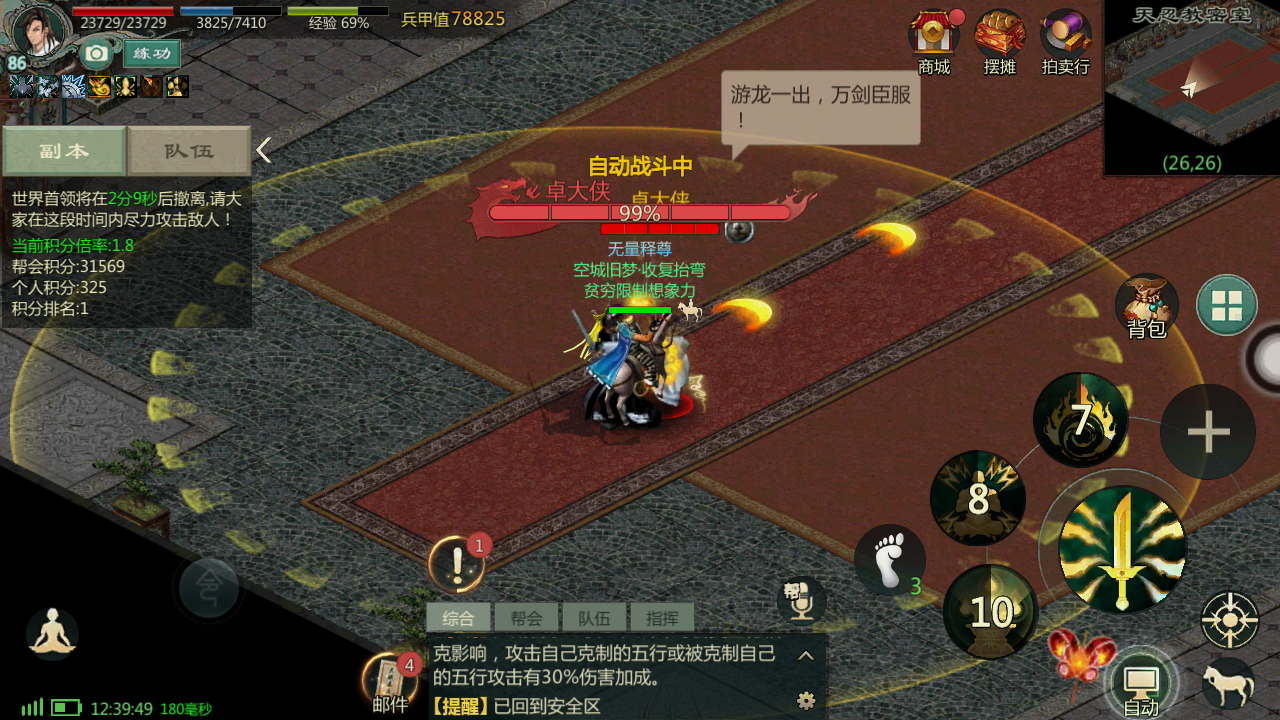 23729/23729
3825/7410
经验 69%
兵甲值78825
86
练功
商城
摆摊
拍卖行
天忍教密室
(26,26)
副本
队伍
世界首领将在2分9秒后撤离,请大
家在这段时间内尽力攻击敌人！
当前积分倍率:1.8
帮会积分:31569
个人积分:325
积分排名:1
游龙一出，万剑臣服
！
自动战斗中
卓大侠
卓大侠
99%
无量释尊
空城旧梦·收复抬弯
贫穷限制想象力
背包
7
8
3
10
1
帮
综合
帮会
队伍
指挥
克影响，攻击自己克制的五行或被克制自己
的五行攻击有30%伤害加成。
【提醒】已回到安全区
4
邮件
自动
12:39:49
180毫秒